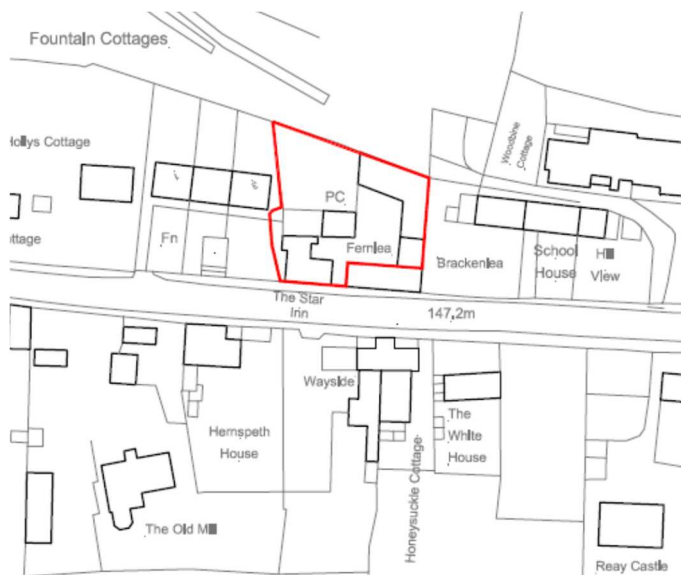 Fountain Cottages
Hollys Cottage
ottage
Fn
PC
Fernlea
Brackenlea
Woodbine
Cottage
School
House
Hill
View
The Star
Inn
147.2m
Wayside
Hernspeth
House
The Old Mill
Honeysuckle Cottage
The
White
House
Reay Castle